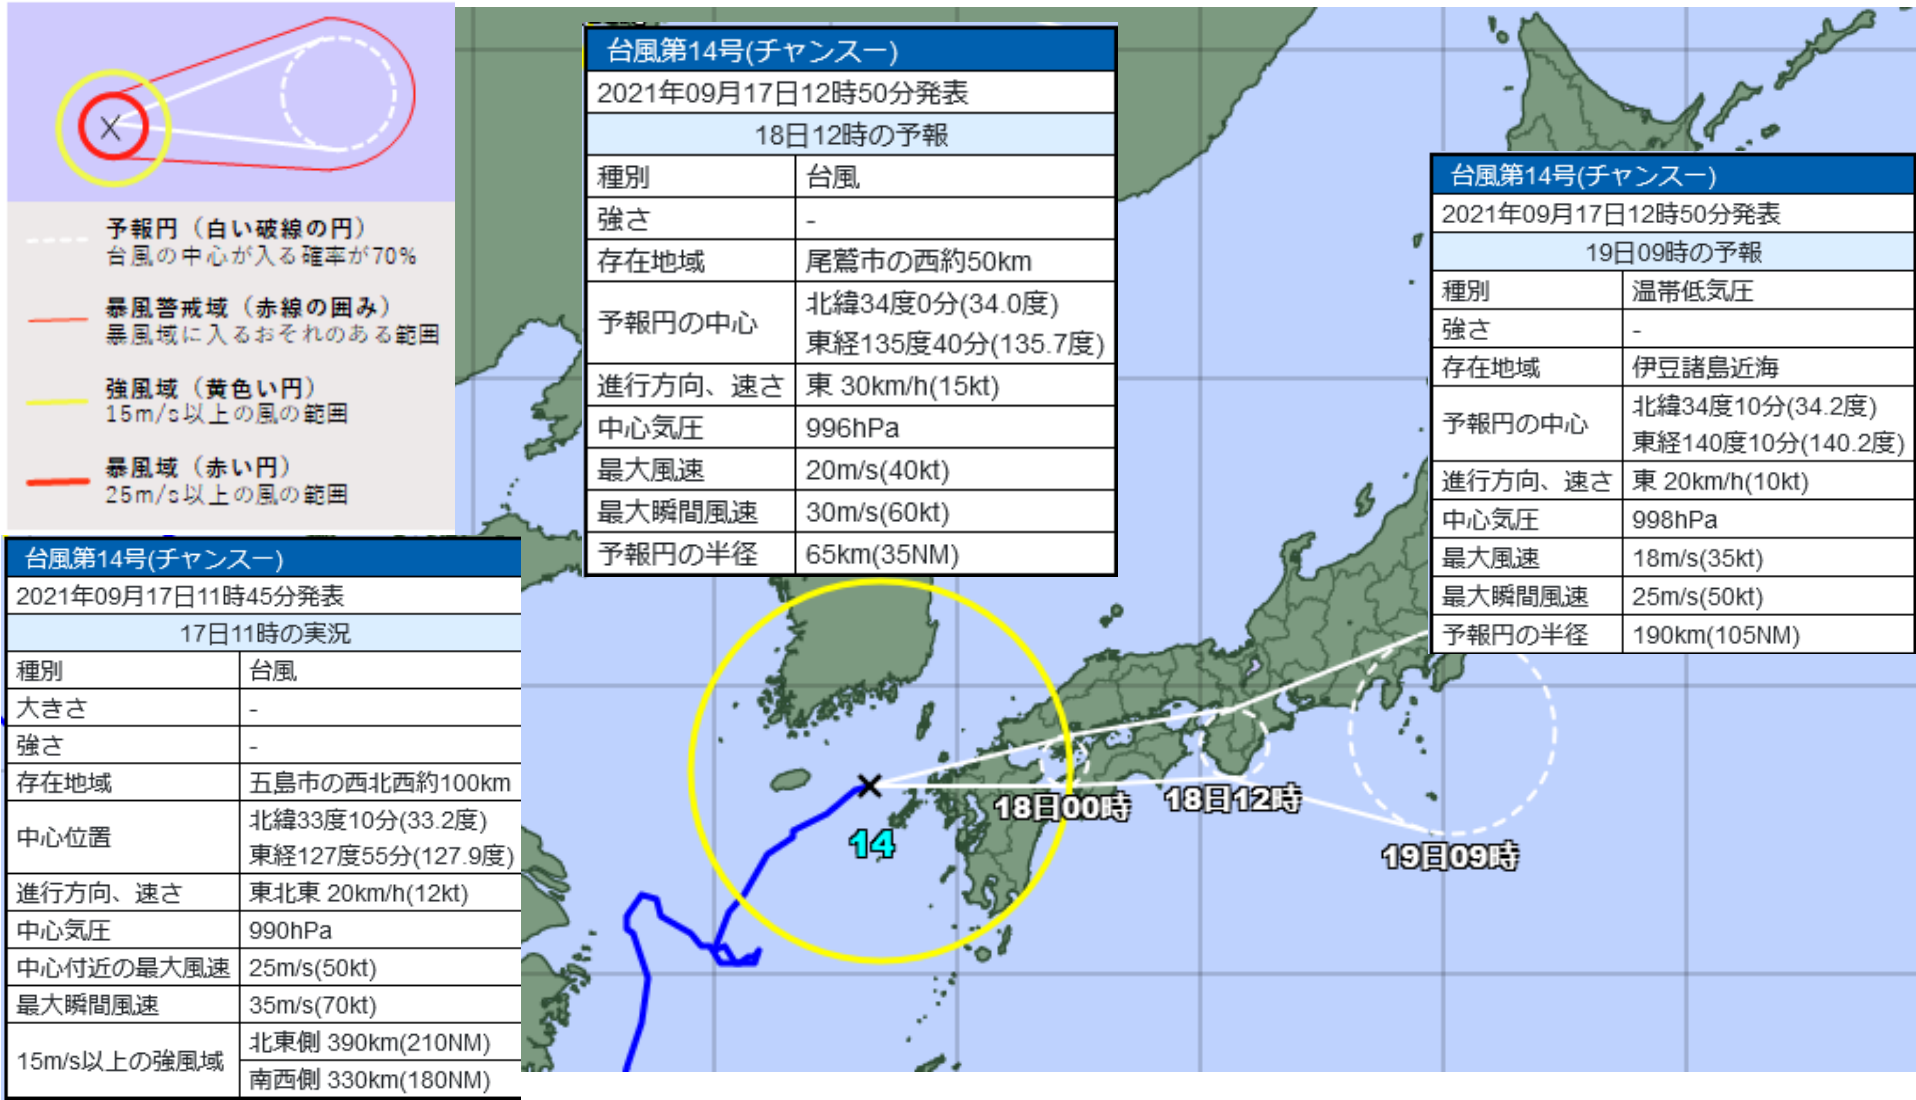 予報円（白い破線の円）
台風の中心が入る確率が70%
暴風警戒域（赤線の囲み）
暴風域に入るおそれのある範囲
強風域（黄色い円）
15m/s以上の風の範囲
暴風域（赤い円）
25m/s以上の風の範囲
台風第14号(チャンスー)
2021年09月17日11時45分発表
17日11時の実況
種別 台風
大きさ -
強さ -
存在地域 五島市の西北西約100km
中心位置 北緯33度10分(33.2度)
東経127度55分(127.9度)
進行方向、速さ 東北東 20km/h(12kt)
中心気圧 990hPa
中心付近の最大風速 25m/s(50kt)
最大瞬間風速 35m/s(70kt)
15m/s以上の強風域 北東側 390km(210NM)
南西側 330km(180NM)
台風第14号(チャンスー)
2021年09月17日12時50分発表
18日12時の予報
種別 台風
強さ -
存在地域 尾鷲市の西約50km
予報円の中心 北緯34度0分(34.0度)
東経135度40分(135.7度)
進行方向、速さ 東 30km/h(15kt)
中心気圧 996hPa
最大風速 20m/s(40kt)
最大瞬間風速 30m/s(60kt)
予報円の半径 65km(35NM)
台風第14号(チャンスー)
2021年09月17日12時50分発表
19日09時の予報
種別 温帯低気圧
強さ -
存在地域 伊豆諸島近海
予報円の中心 北緯34度10分(34.2度)
東経140度10分(140.2度)
進行方向、速さ 東 20km/h(10kt)
中心気圧 998hPa
最大風速 18m/s(35kt)
最大瞬間風速 25m/s(50kt)
予報円の半径 190km(105NM)
14
18日00時
18日12時
19日09時